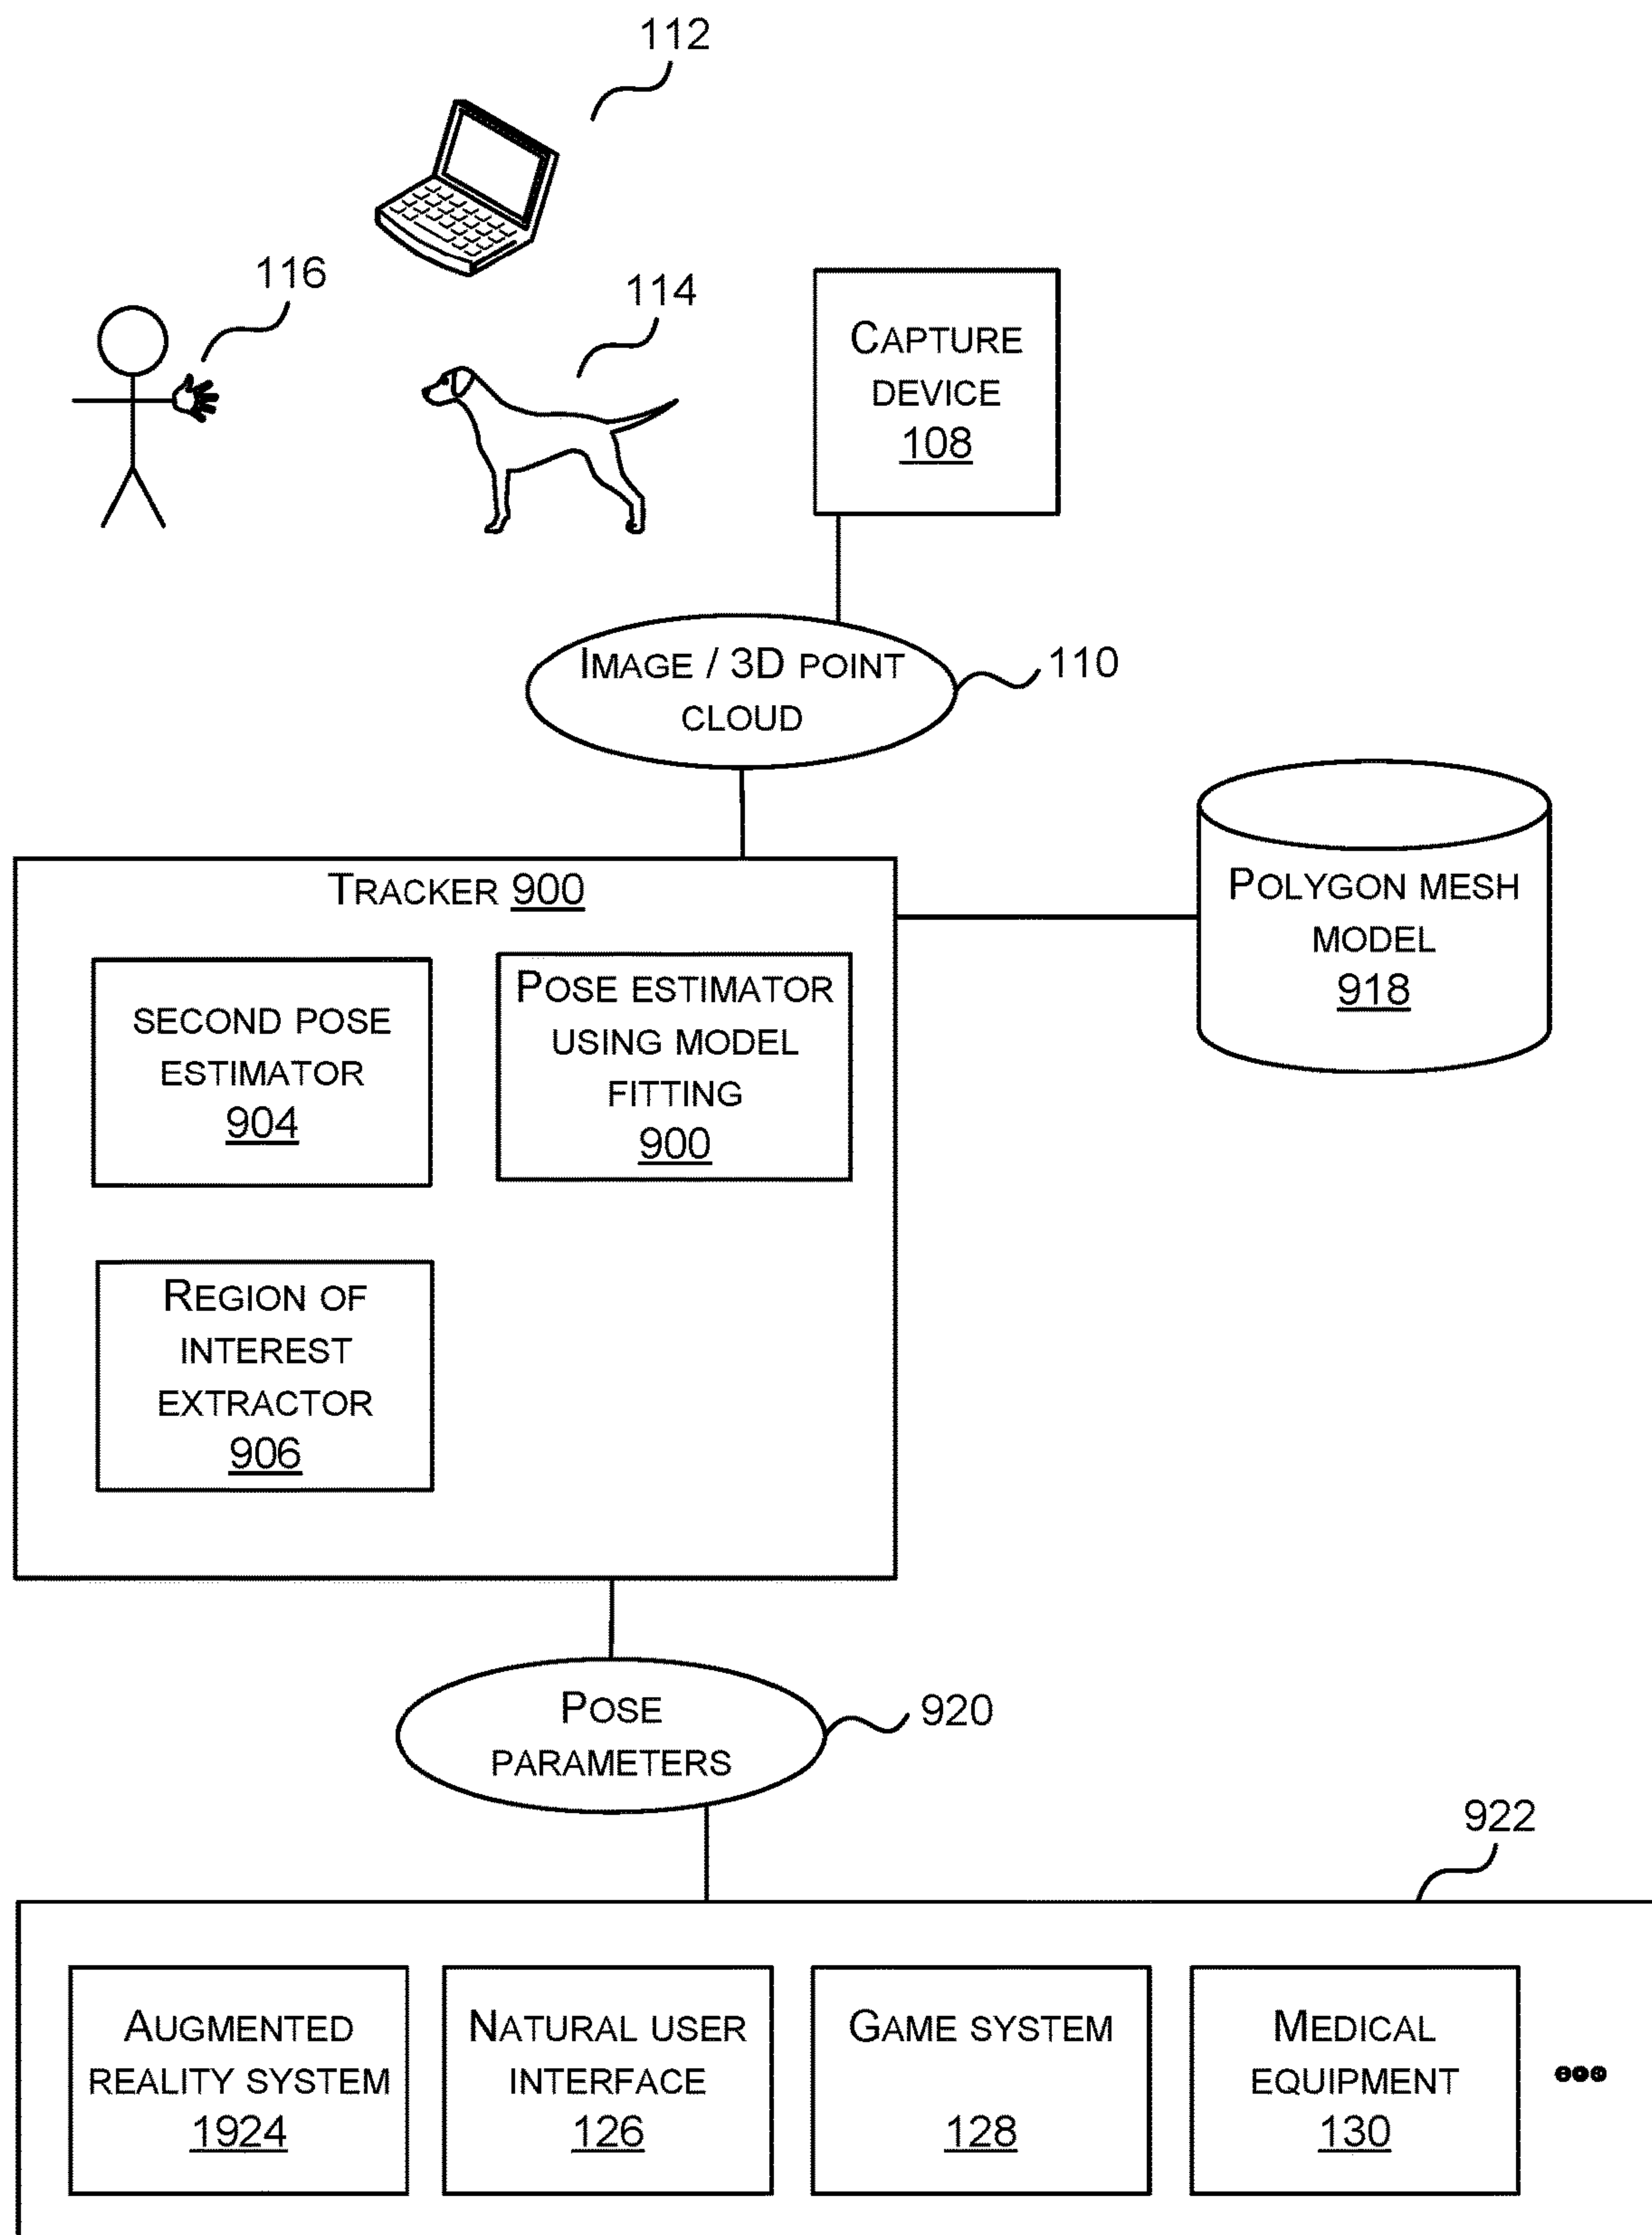 112
116
114
CAPTURE
DEVICE
108
IMAGE / 3D POINT
CLOUD
110
TRACKER 900
POLYGON MESH
MODEL
918
SECOND POSE
ESTIMATOR
904
POSE ESTIMATOR
USING MODEL
FITTING
900
REGION OF
INTEREST
EXTRACTOR
906
POSE
PARAMETERS
920
922
AUGMENTED
REALITY SYSTEM
1924
NATURAL USER
INTERFACE
126
GAME SYSTEM
128
MEDICAL
EQUIPMENT
130